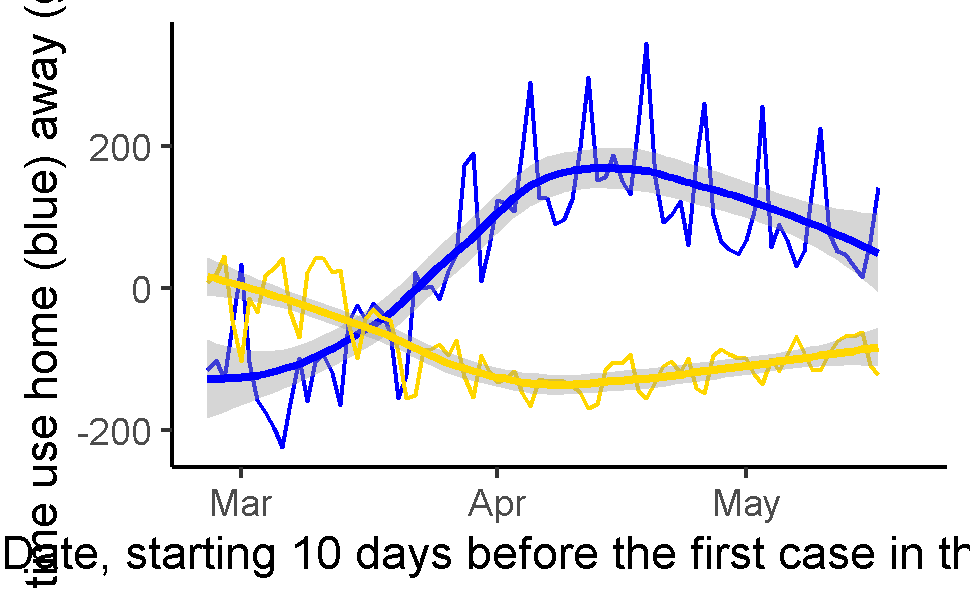 time use home (blue) away (
200
0
-200
Mar Apr May
Date, starting 10 days before the first case in th